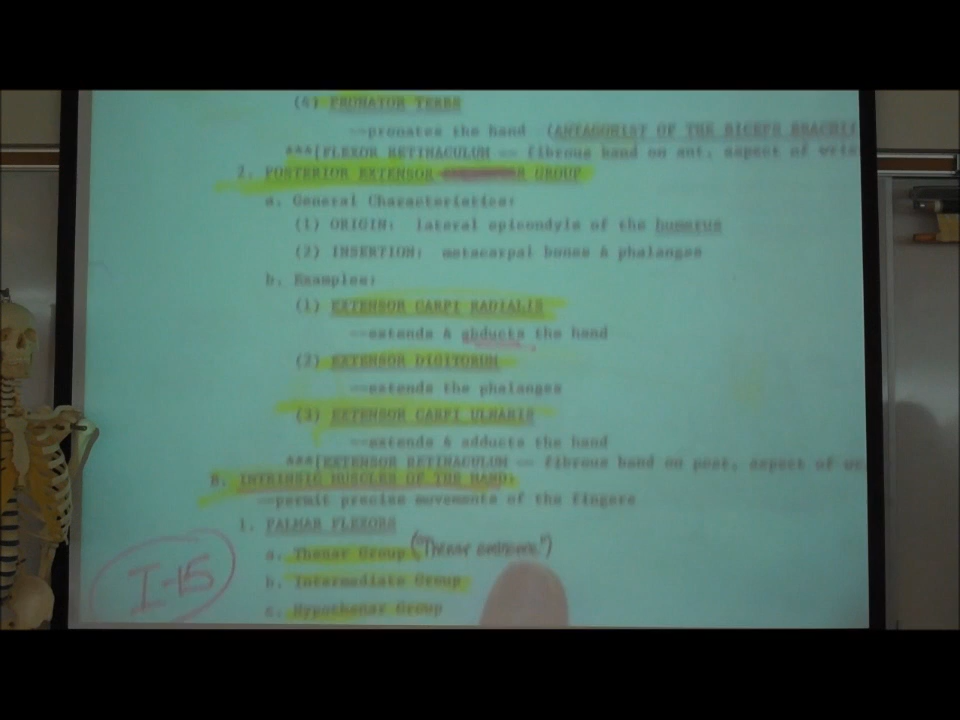 (4) PRONATOR TERES
--pronates the hand (ANTAGONIST OF THE BICEPS BRACHII
***[FLEXOR RETINACULUM -- fibrous band on ant. aspect of wris
2. POSTERIOR EXTENSOR GROUP
a. General Characteristics:
(1) ORIGIN: lateral epicondyle of the humerus
(2) INSERTION: metacarpal bones & phalanges
b. Examples:
(1) EXTENSOR CARPI RADIALIS
--extends & abducts the hand
(2) EXTENSOR DIGITORUM
--extends the phalanges
(3) EXTENSOR CARPI ULNARIS
--extends & adducts the hand
***[EXTENSOR RETINACULUM -- fibrous band on post. aspect of wr
B. INTRINSIC MUSCLES OF THE HAND:
--permit precise movements of the fingers
1. PALMAR FLEXORS
a. Thenar Group ("Thenar eminence")
b. Intermediate Group
c. Hypothenar Group
I-15